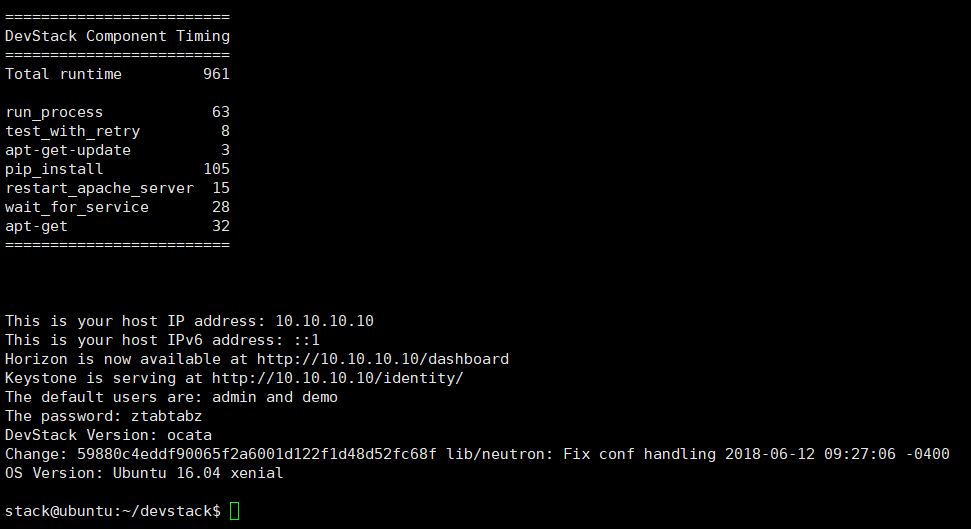 =========================
DevStack Component Timing
=========================
Total runtime         961

run_process            63
test_with_retry         8
apt-get-update          3
pip_install           105
restart_apache_server  15
wait_for_service       28
apt-get                32
=========================

This is your host IP address: 10.10.10.10
This is your host IPv6 address: ::1
Horizon is now available at http://10.10.10.10/dashboard
Keystone is serving at http://10.10.10.10/identity/
The default users are: admin and demo
The password: ztabtabz
DevStack Version: ocata
Change: 59880c4eddf90065f2a6001d122f1d48d52fc68f lib/neutron: Fix conf handling 2018-06-12 09:27:06 -0400
OS Version: Ubuntu 16.04 xenial

stack@ubuntu:~/devstack$